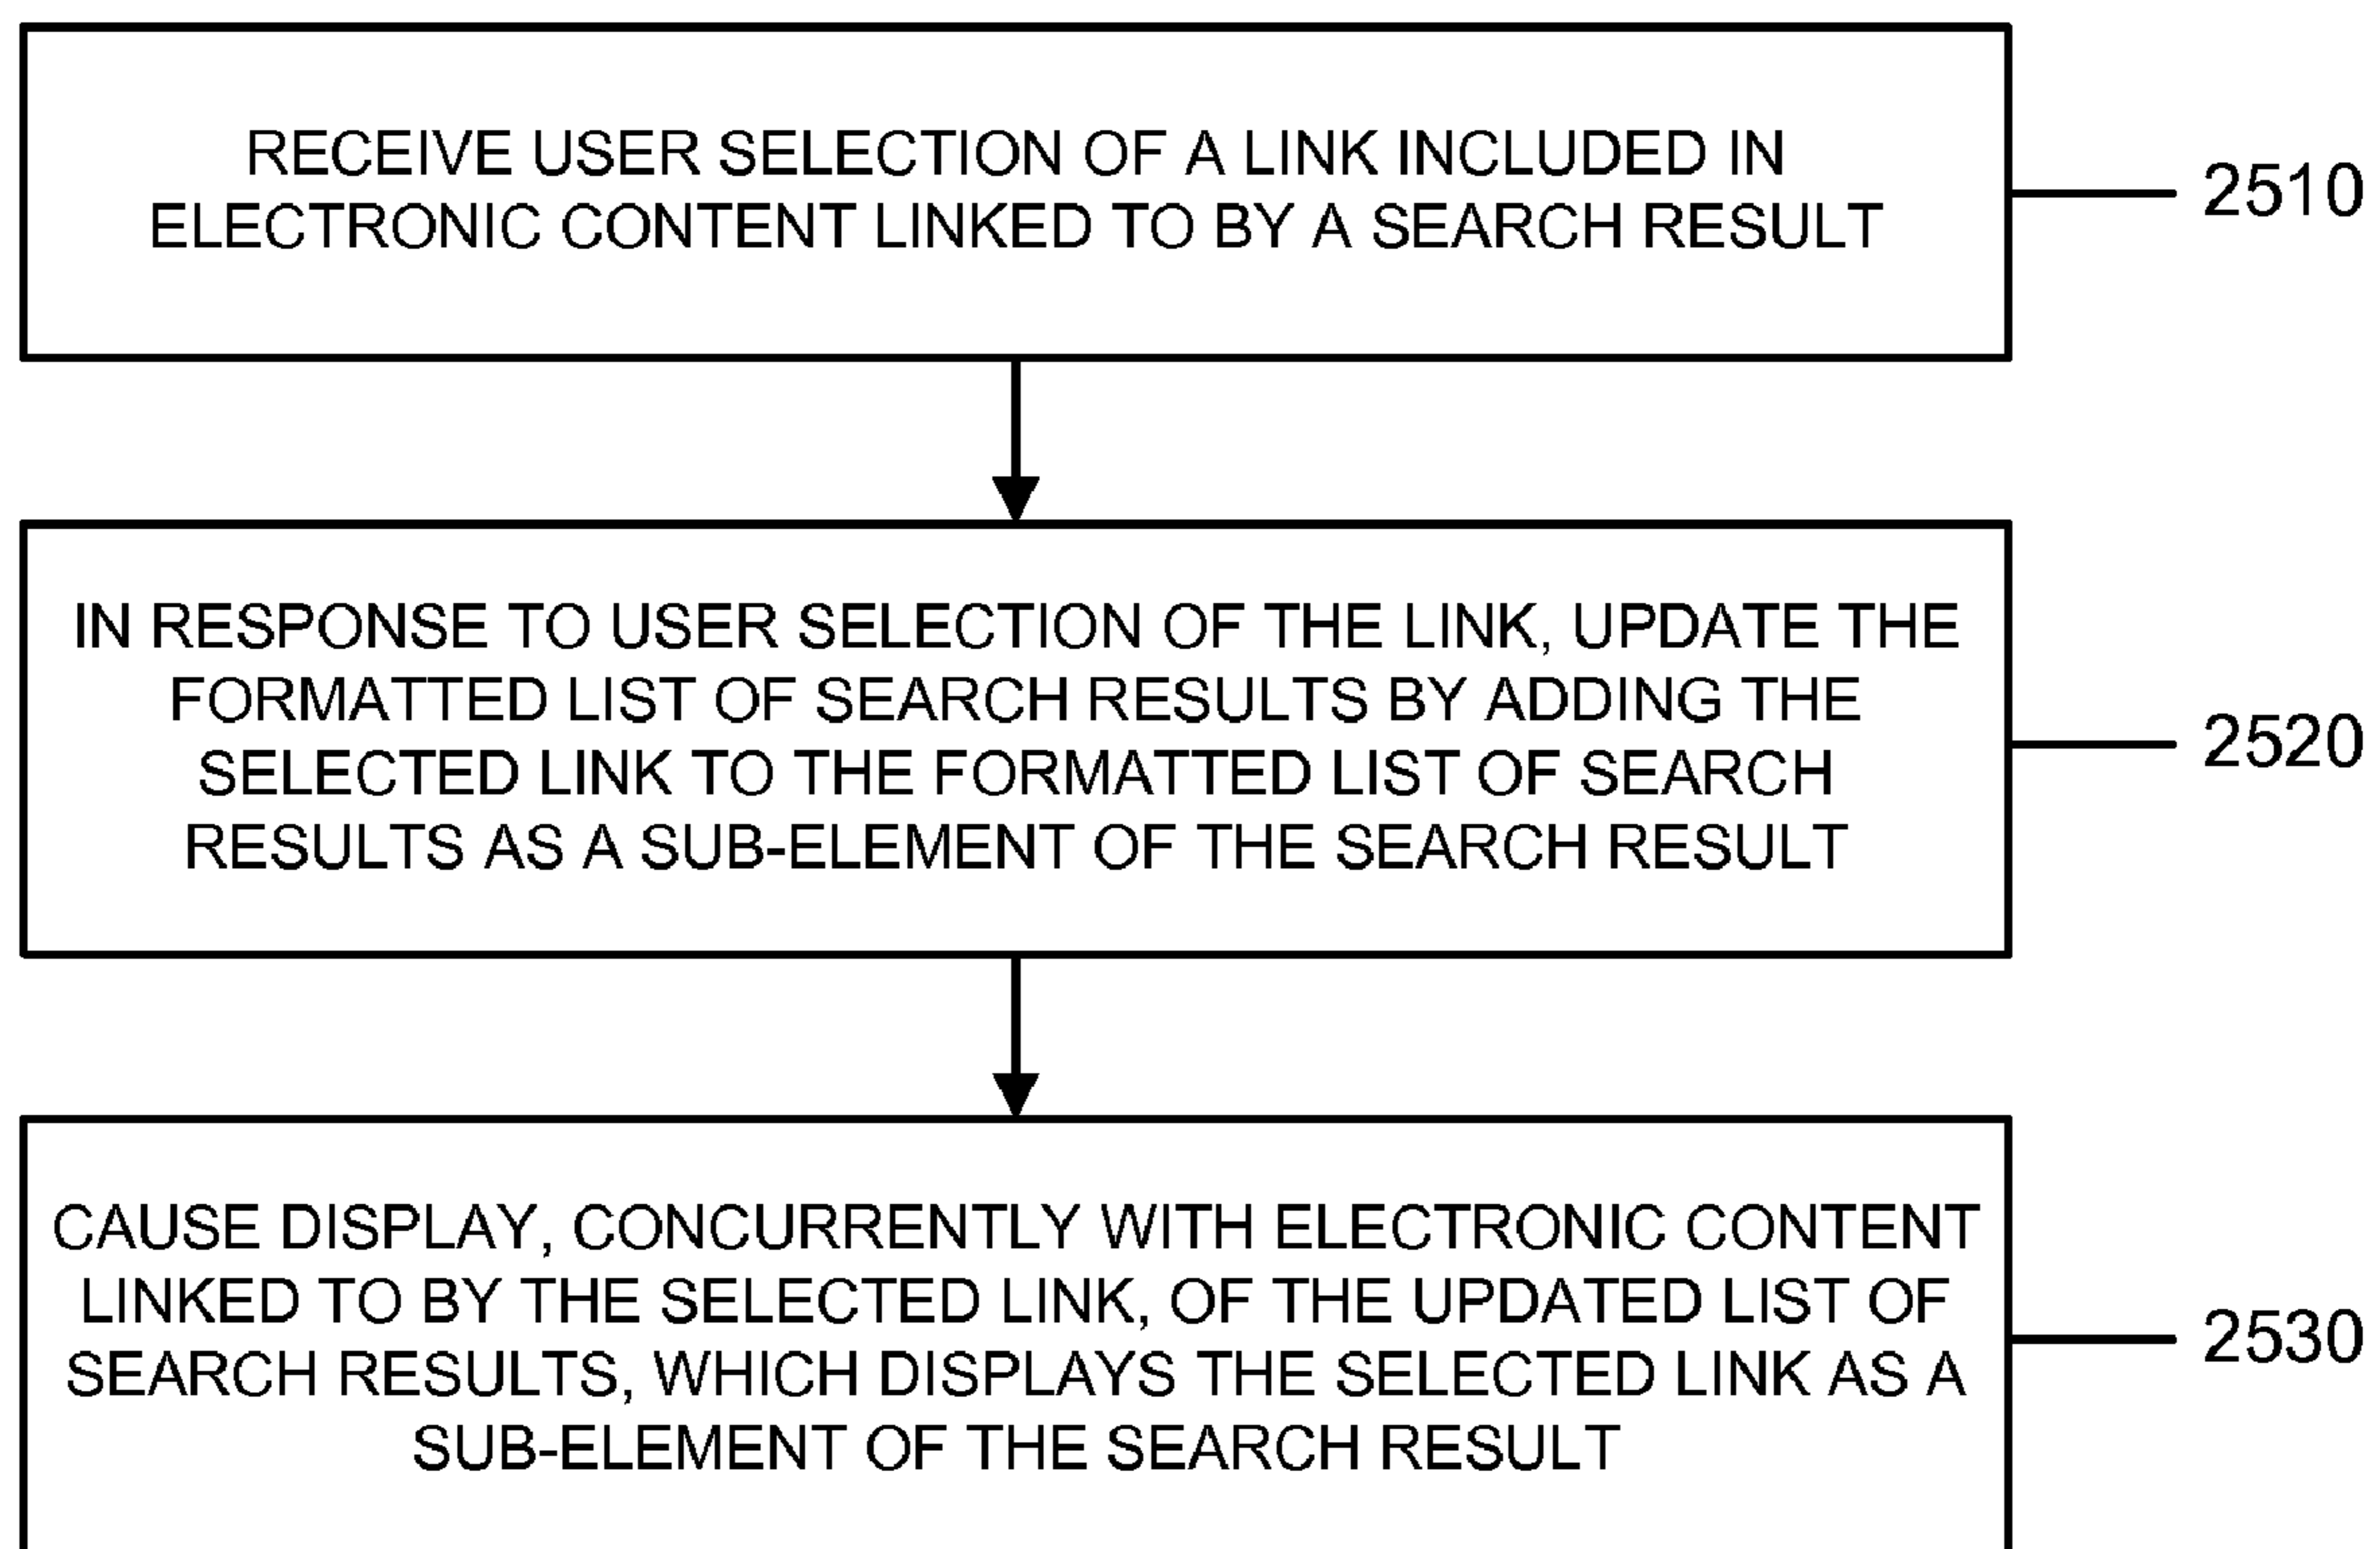 RECEIVE USER SELECTION OF A LINK INCLUDED IN
ELECTRONIC CONTENT LINKED TO BY A SEARCH RESULT
2510
IN RESPONSE TO USER SELECTION OF THE LINK, UPDATE THE
FORMATTED LIST OF SEARCH RESULTS BY ADDING THE
SELECTED LINK TO THE FORMATTED LIST OF SEARCH
RESULTS AS A SUB-ELEMENT OF THE SEARCH RESULT
2520
CAUSE DISPLAY, CONCURRENTLY WITH ELECTRONIC CONTENT
LINKED TO BY THE SELECTED LINK, OF THE UPDATED LIST OF
SEARCH RESULTS, WHICH DISPLAYS THE SELECTED LINK AS A
SUB-ELEMENT OF THE SEARCH RESULT
2530